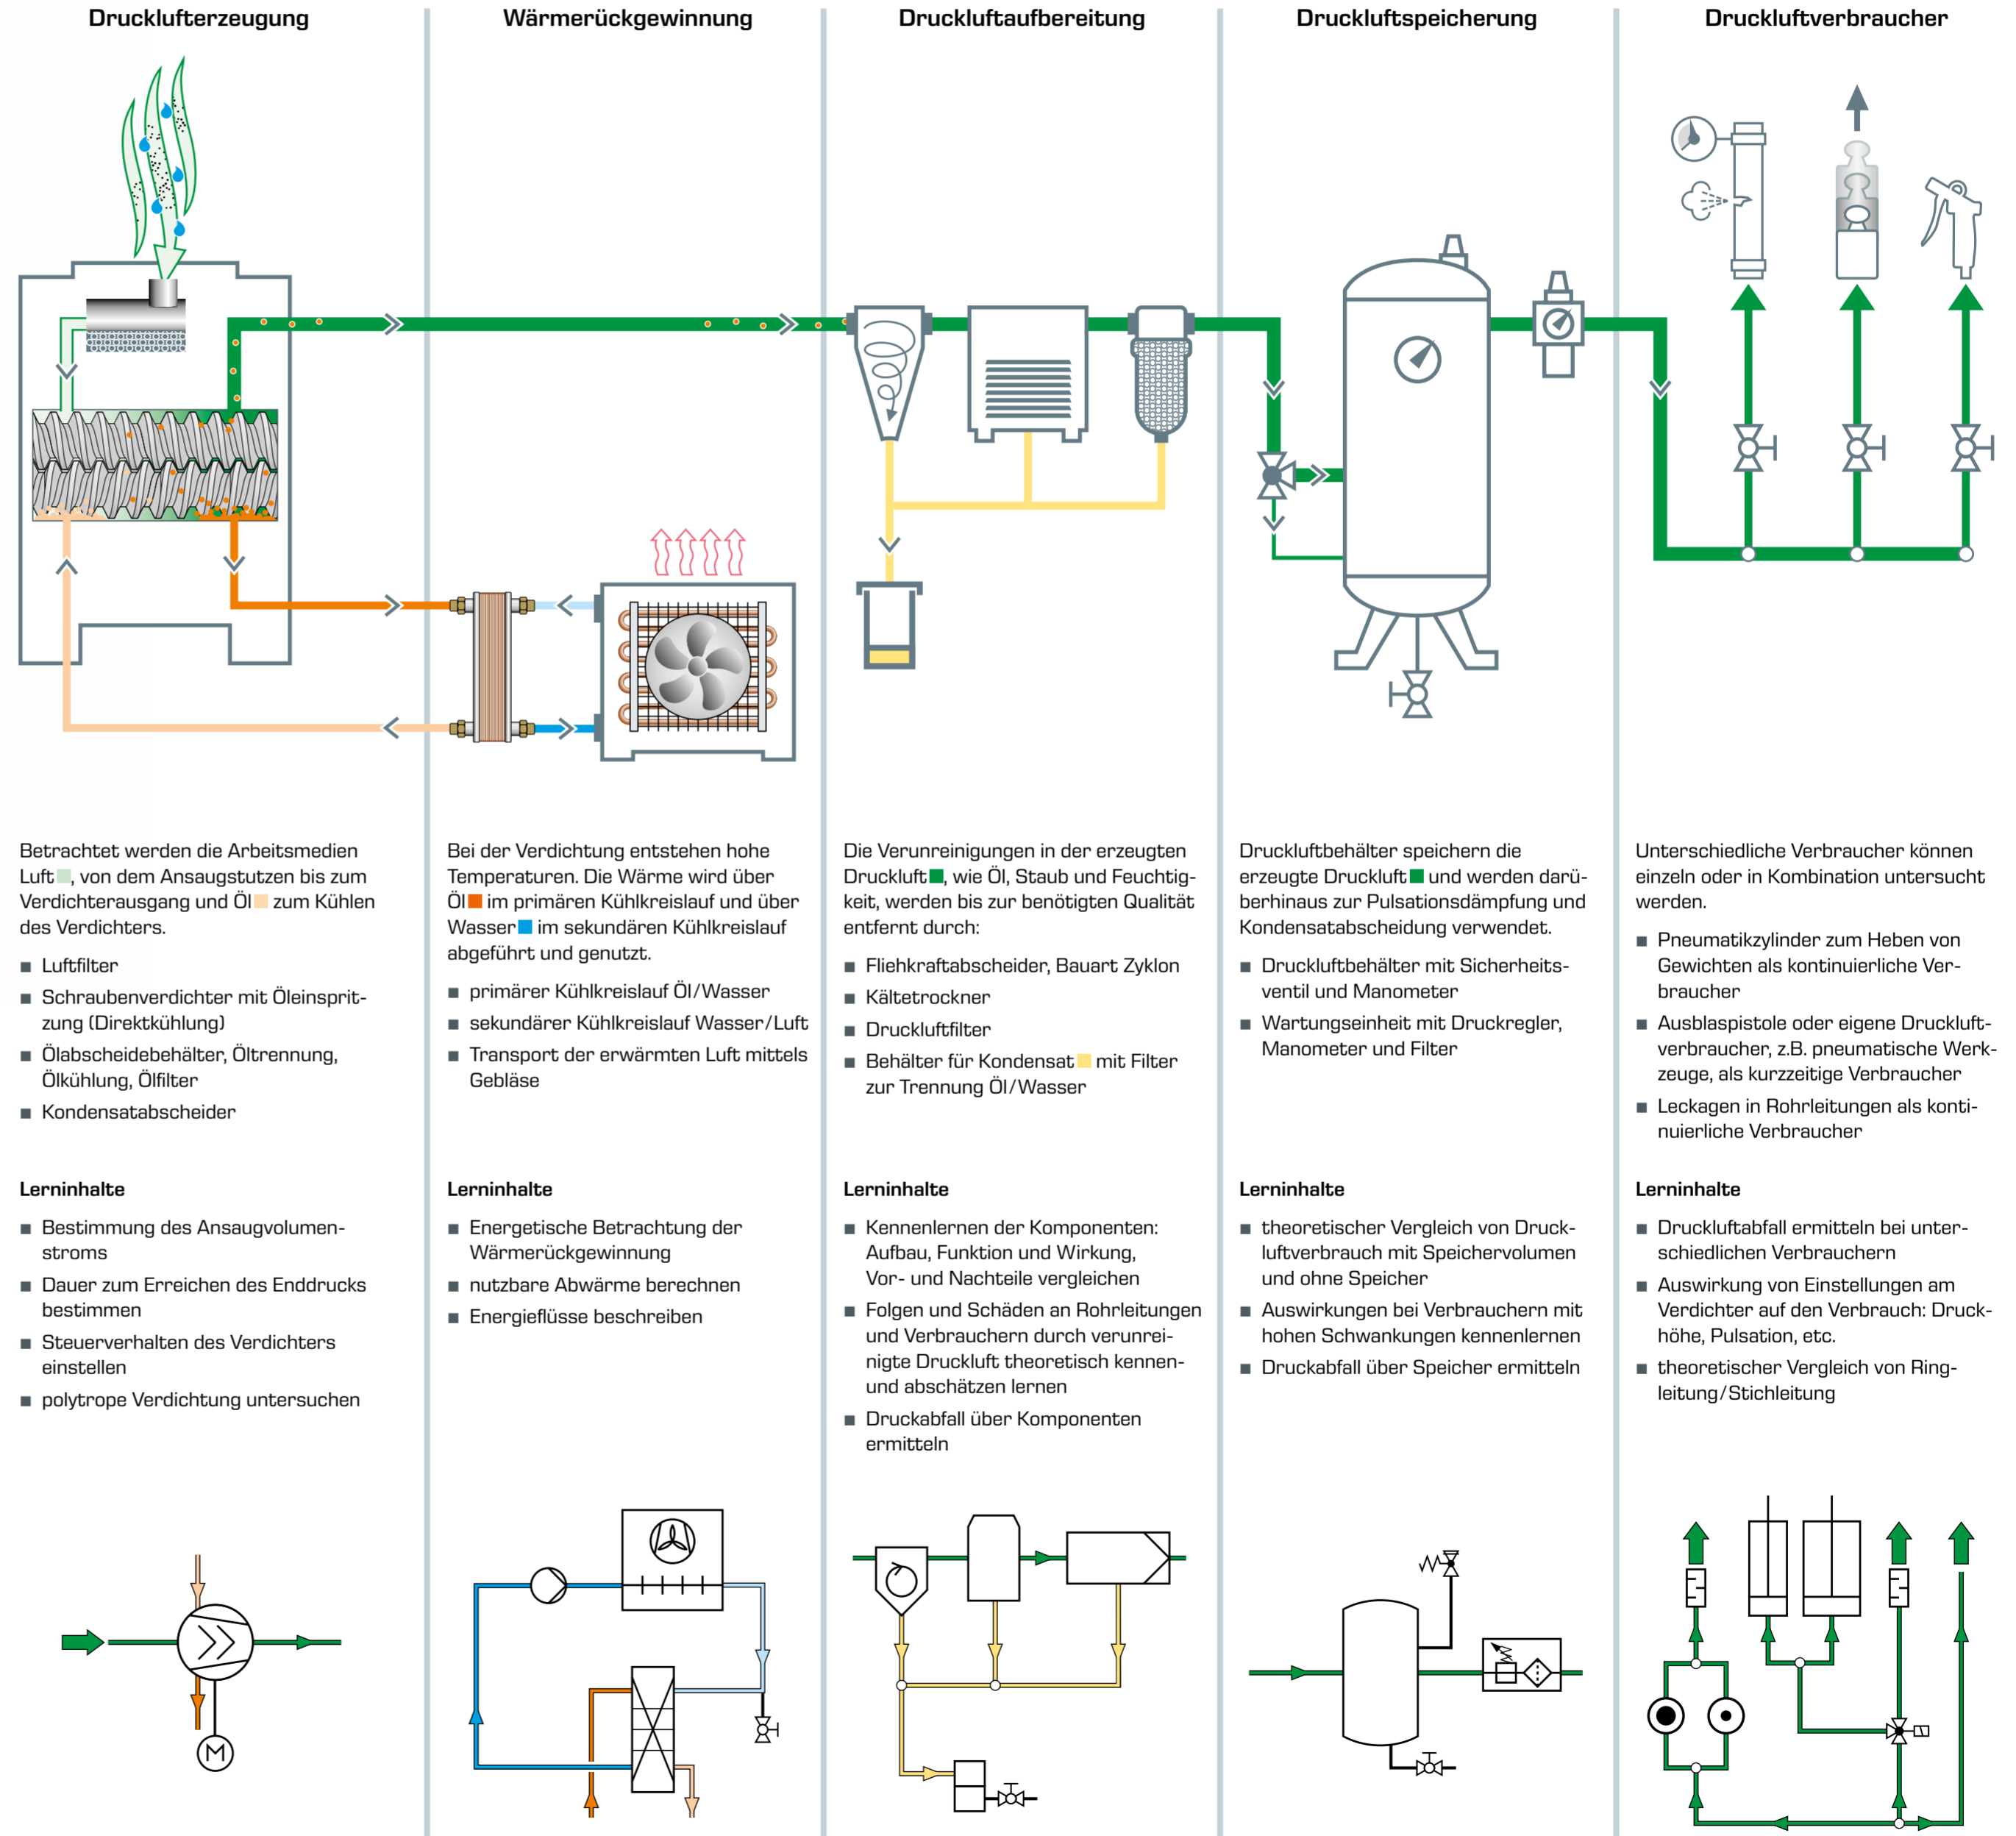 Drucklufterzeugung
Betrachtet werden die Arbeitsmedien
Luft, von dem Ansaugstutzen bis zum
Verdichterausgang und Öl zum Kühlen
des Verdichters.
Luftfilter
Schraubenverdichter mit Öleinsprit-
zung (Direktkühlung)
Ölabscheidebehälter, Öltrennung,
Ölkühlung, Ölfilter
Kondensatabscheider
Lerninhalte
Bestimmung des Ansaugvolumen-
stroms
Dauer zum Erreichen des Enddrucks
bestimmen
Steuerverhalten des Verdichters
einstellen
polytrope Verdichtung untersuchen
M
Wärmerückgewinnung
Bei der Verdichtung entstehen hohe
Temperaturen. Die Wärme wird über
Öl im primären Kühlkreislauf und über
Wasser im sekundären Kühlkreislauf
abgeführt und genutzt.
primärer Kühlkreislauf Öl/Wasser
sekundärer Kühlkreislauf Wasser/Luft
Transport der erwärmten Luft mittels
Gebläse
Lerninhalte
Energetische Betrachtung der
Wärmerückgewinnung
nutzbare Abwärme berechnen
Energieflüsse beschreiben
Druckluftaufbereitung
Die Verunreinigungen in der erzeugten
Druckluft, wie Öl, Staub und Feuchtig-
keit, werden bis zur benötigten Qualität
entfernt durch:
Fliehkraftabscheider, Bauart Zyklon
Kältetrockner
Druckluftfilter
Behälter für Kondensat mit Filter
zur Trennung Öl/Wasser
Lerninhalte
Kennenlernen der Komponenten:
Aufbau, Funktion und Wirkung,
Vor- und Nachteile vergleichen
Folgen und Schäden an Rohrleitungen
und Verbrauchern durch verunrei-
nigte Druckluft theoretisch kennen-
und abschätzen lernen
Druckabfall über Komponenten
ermitteln
Druckluftspeicherung
Druckluftbehälter speichern die
erzeugte Druckluft und werden darü-
berhinaus zur Pulsationsdämpfung und
Kondensatabscheidung verwendet.
Druckluftbehälter mit Sicherheits-
ventil und Manometer
Wartungseinheit mit Druckregler,
Manometer und Filter
Lerninhalte
theoretischer Vergleich von Druck-
luftverbrauch mit Speichervolumen
und ohne Speicher
Auswirkungen bei Verbrauchern mit
hohen Schwankungen kennenlernen
Druckabfall über Speicher ermitteln
Druckluftverbraucher
Unterschiedliche Verbraucher können
einzeln oder in Kombination untersucht
werden.
Pneumatikzylinder zum Heben von
Gewichten als kontinuierliche Ver-
braucher
Ausblaspistole oder eigene Druckluft-
verbraucher, z.B. pneumatische Werk-
zeuge, als kurzzeitige Verbraucher
Leckagen in Rohrleitungen als konti-
nuierliche Verbraucher
Lerninhalte
Druckluftabfall ermitteln bei unter-
schiedlichen Verbrauchern
Auswirkung von Einstellungen am
Verdichter auf den Verbrauch: Druck-
höhe, Pulsation, etc.
theoretischer Vergleich von Ring-
leitung/Stichleitung